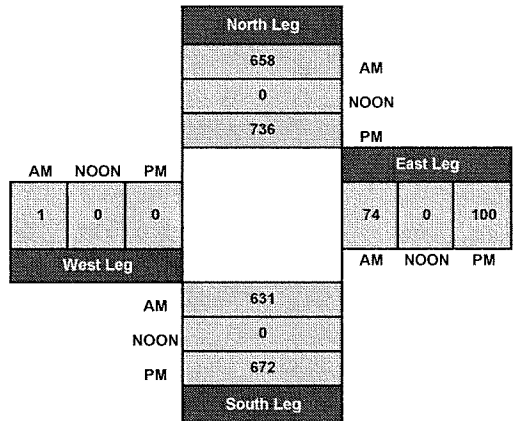 North Leg
658 AM
0 NOON
736 PM
AM NOON PM East Leg
1 0 0 74 0 100
West Leg AM NOON PM
AM 631
NOON 0
PM 672
South Leg